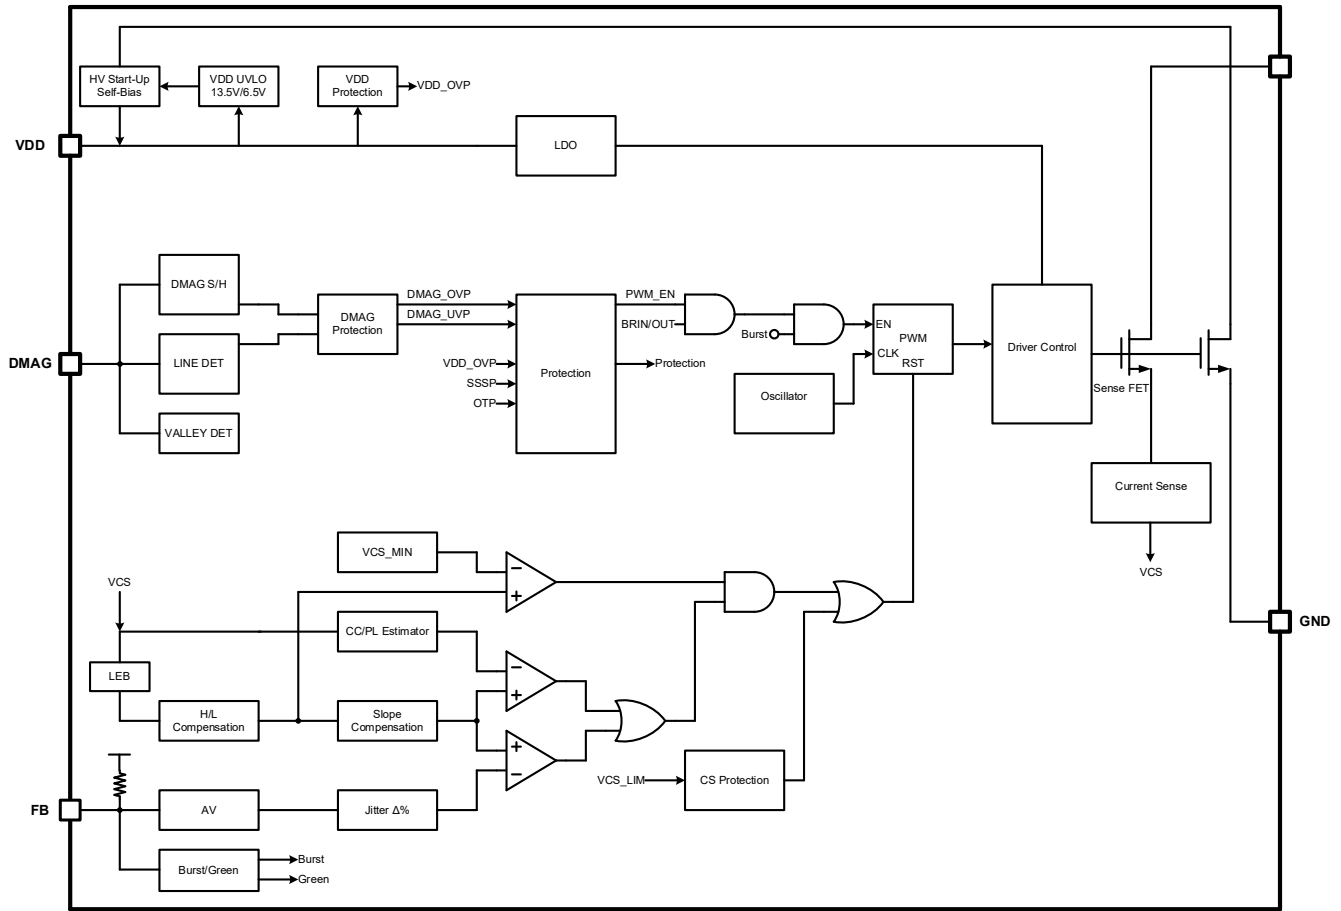 HV Start-Up
Self-Bias
VDD UVLO
13.5V/6.5V
VDD
Protection
VDD_OVP
VDD
LDO
DMAG S/H
DMAG
Protection
DMAG_OVP
DMAG_UVP
PWM_EN
BRIN/OUT
Burst
EN
PWM
CLK
RST
Driver Control
DMAG
LINE DET
VDD_OVP
SSSP
OTP
Protection
Protection
Oscillator
Sense FET
VALLEY DET
Current Sense
VCS
VCS_MIN
VCS
CC/PL Estimator
GND
LEB
H/L
Compensation
Slope
Compensation
VCS_LIM
CS Protection
FB
AV
Jitter Δ%
Burst/Green
Burst
Green